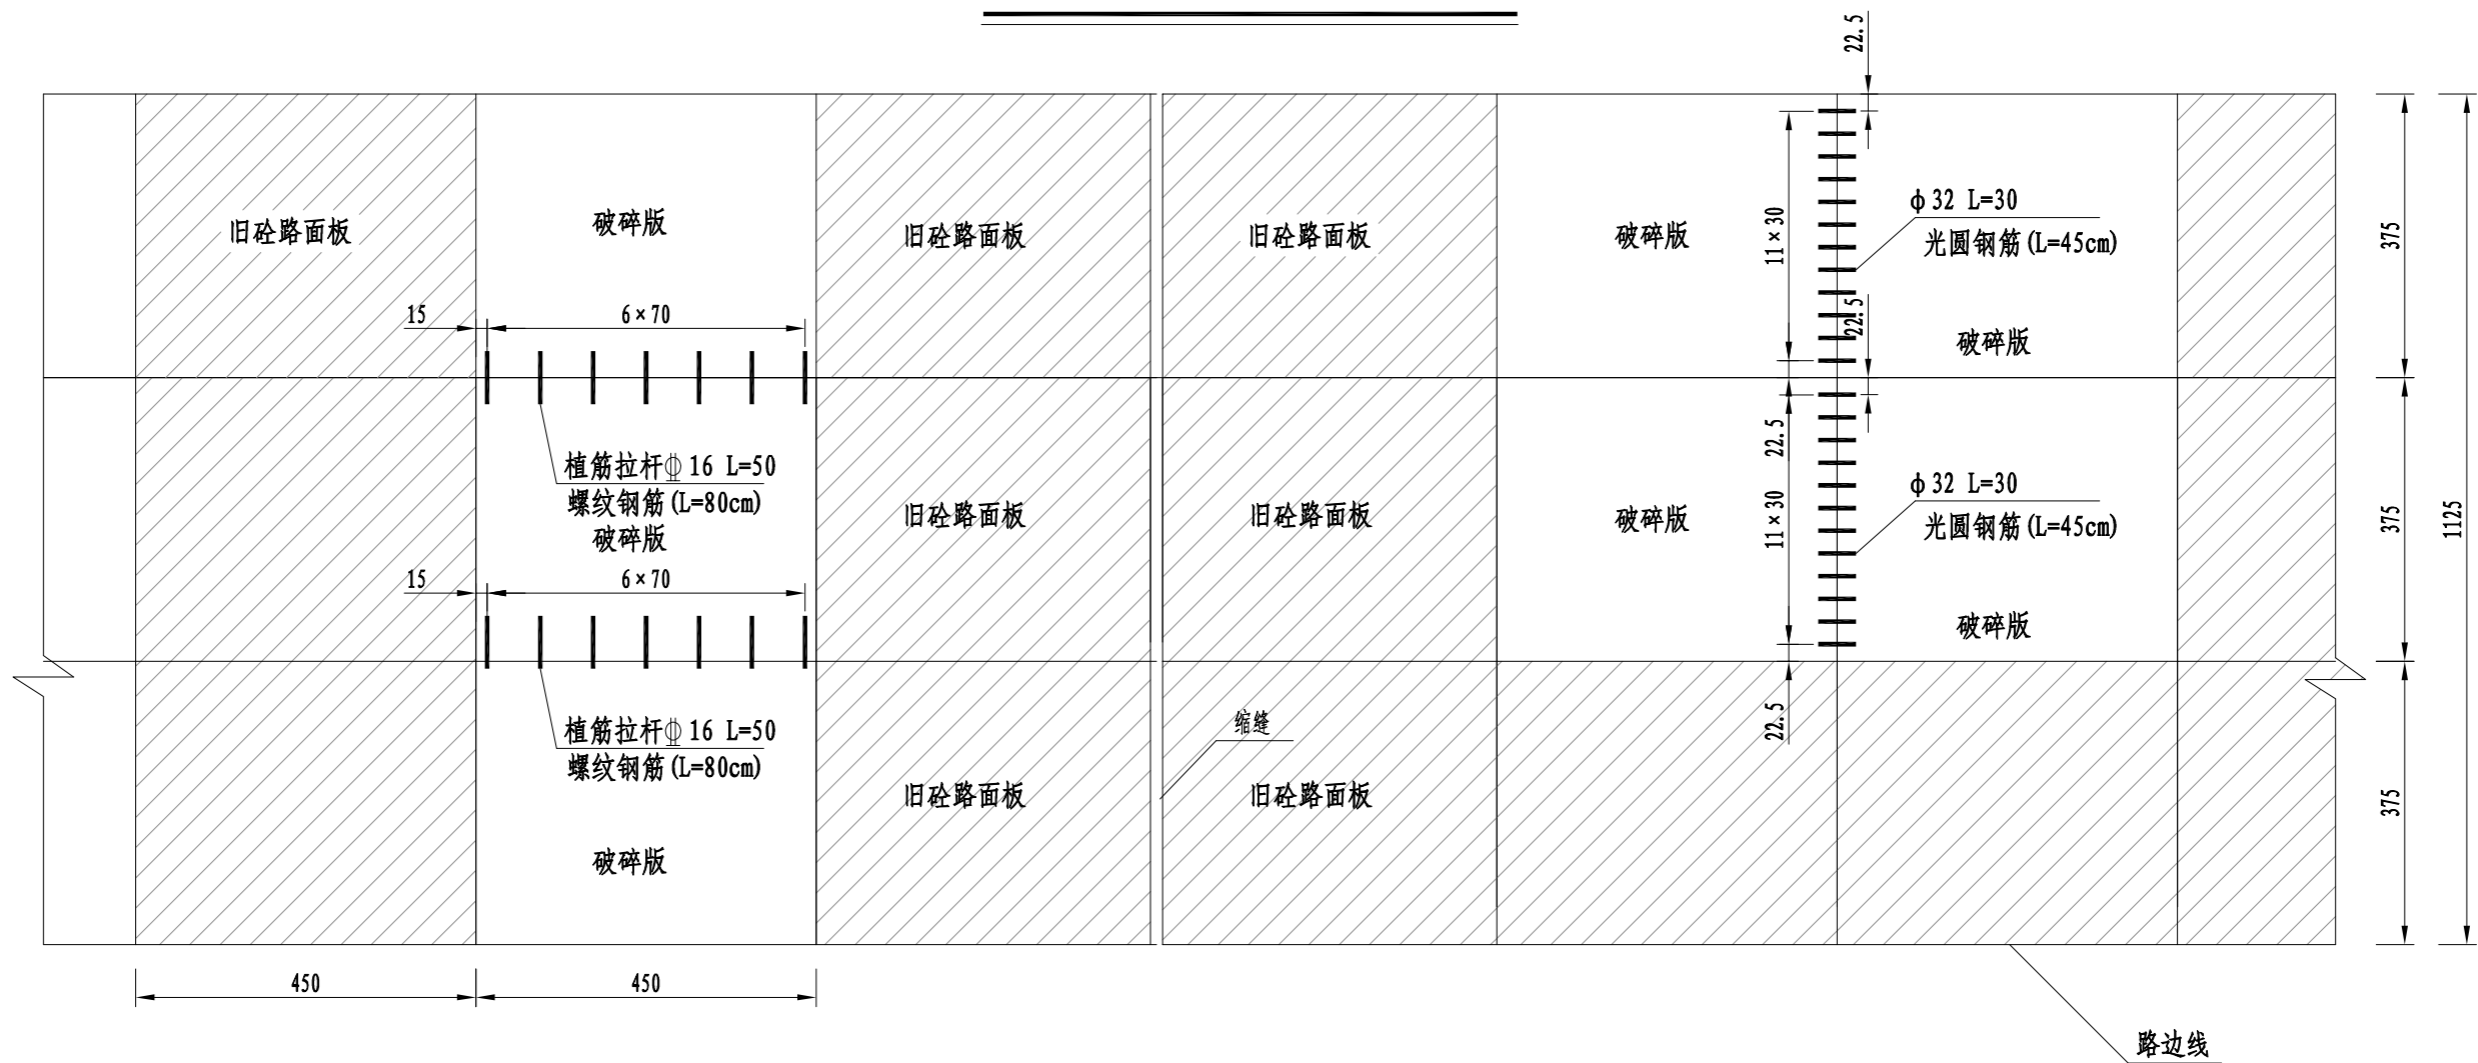 22.5
旧砼路面板
破碎版
旧砼路面板
旧砼路面板
破碎版
11×30
φ32 L=30
光圆钢筋(L=45cm)
375
15
6×70
22.5
破碎版
植筋拉杆 16 L=50
螺纹钢筋(L=80cm)
破碎版
旧砼路面板
旧砼路面板
破碎版
22.5
11×30
φ32 L=30
光圆钢筋(L=45cm)
375
1125
15
6×70
破碎版
植筋拉杆 16 L=50
螺纹钢筋(L=80cm)
缩缝
22.5
旧砼路面板
旧砼路面板
375
破碎版
450
450
路边线